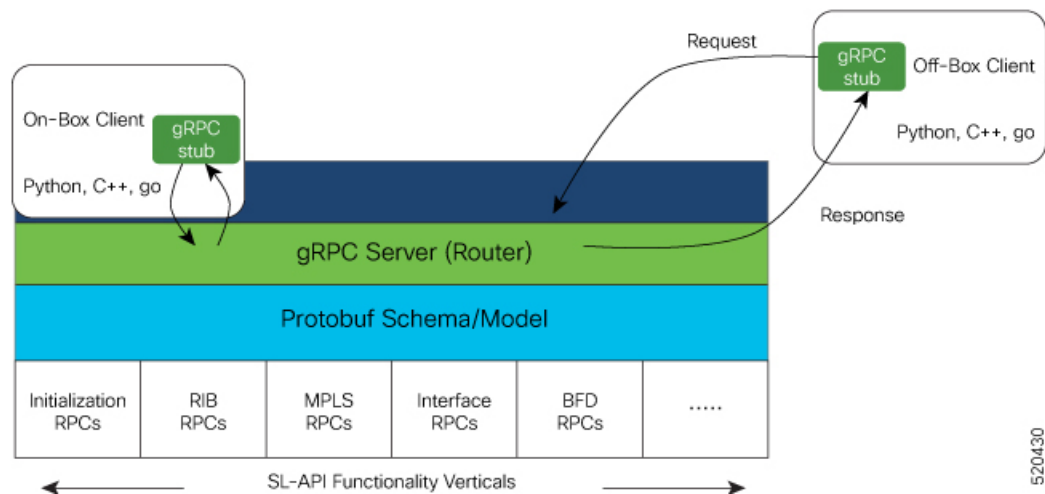 Request
gRPC
stub
Off-Box Client
Python, C++, go
On-Box Client
gRPC
stub
Python, C++, go
Response
gRPC Server (Router)
Protobuf Schema/Model
Initialization
RPCs
RIB
RPCs
MPLS
RPCs
Interface
RPCs
BFD
RPCs
.....
SL-API Functionality Verticals
520430